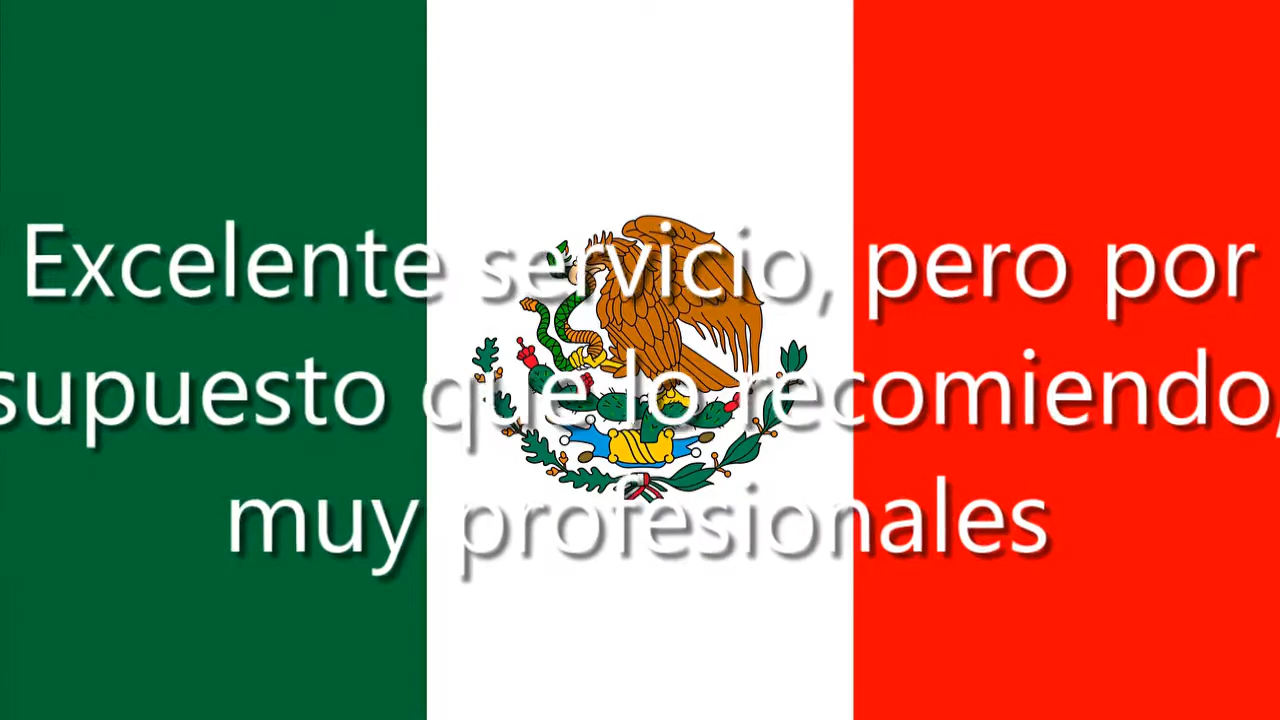 Excelente servicio, pero por
supuesto que lo recomiendo,
muy profesionales